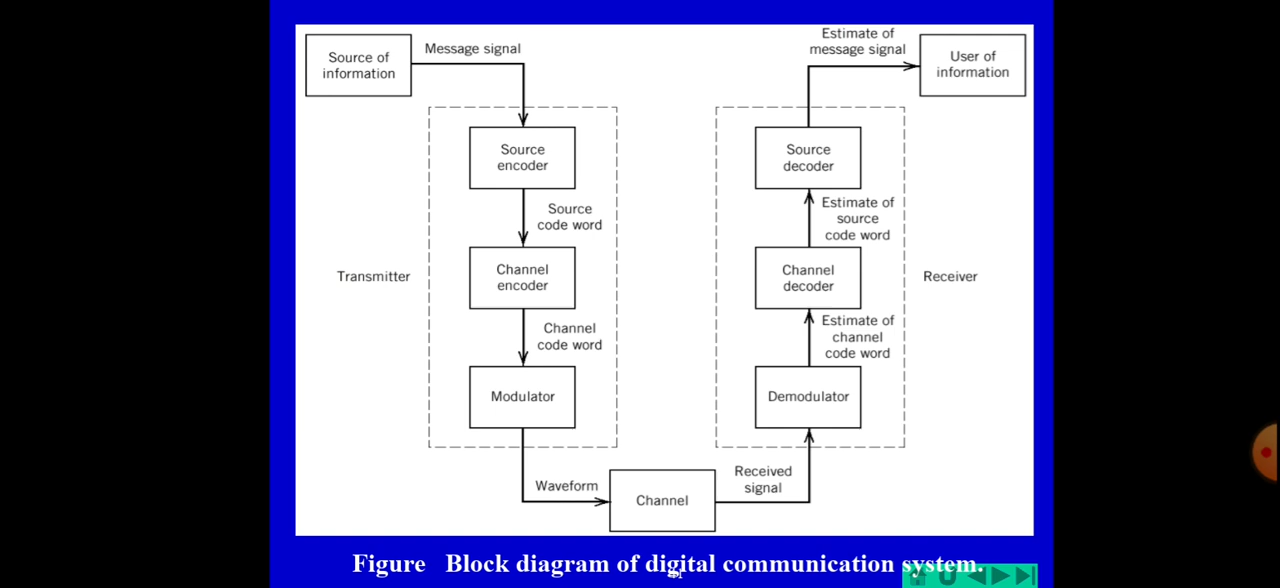 Source of
information
Message signal
Source
encoder
Source
code word
Channel
encoder
Channel
code word
Modulator
Transmitter
Waveform
Channel
Received
signal
Demodulator
Estimate of
channel
code word
Channel
decoder
Estimate of
source
code word
Source
decoder
Receiver
Estimate of
message signal
User of
information
Figure Block diagram of digital communication system.